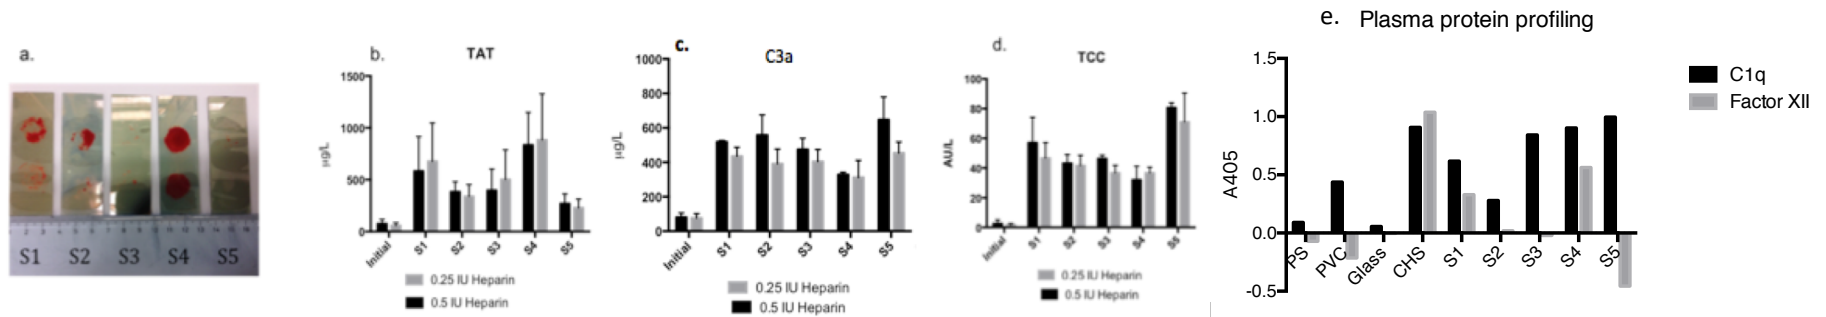 a.
S1 S2 S3 S4 S5
b. TAT
1500
1000
500
0
µg/L
Initial S1 S2 S3 S4 S5
0.25 IU Heparin
0.5 IU Heparin
c. C3a
1000
800
600
400
200
0
µg/L
Initial S1 S2 S3 S4 S5
0.25 IU Heparin
0.5 IU Heparin
d. TCC
100
80
60
40
20
0
AU/L
Initial S1 S2 S3 S4 S5
0.25 IU Heparin
0.5 IU Heparin
e. Plasma protein profiling
1.5
1.0
0.5
0.0
-0.5
A405
PS PVC Glass CHS S1 S2 S3 S4 S5
C1q
Factor XII